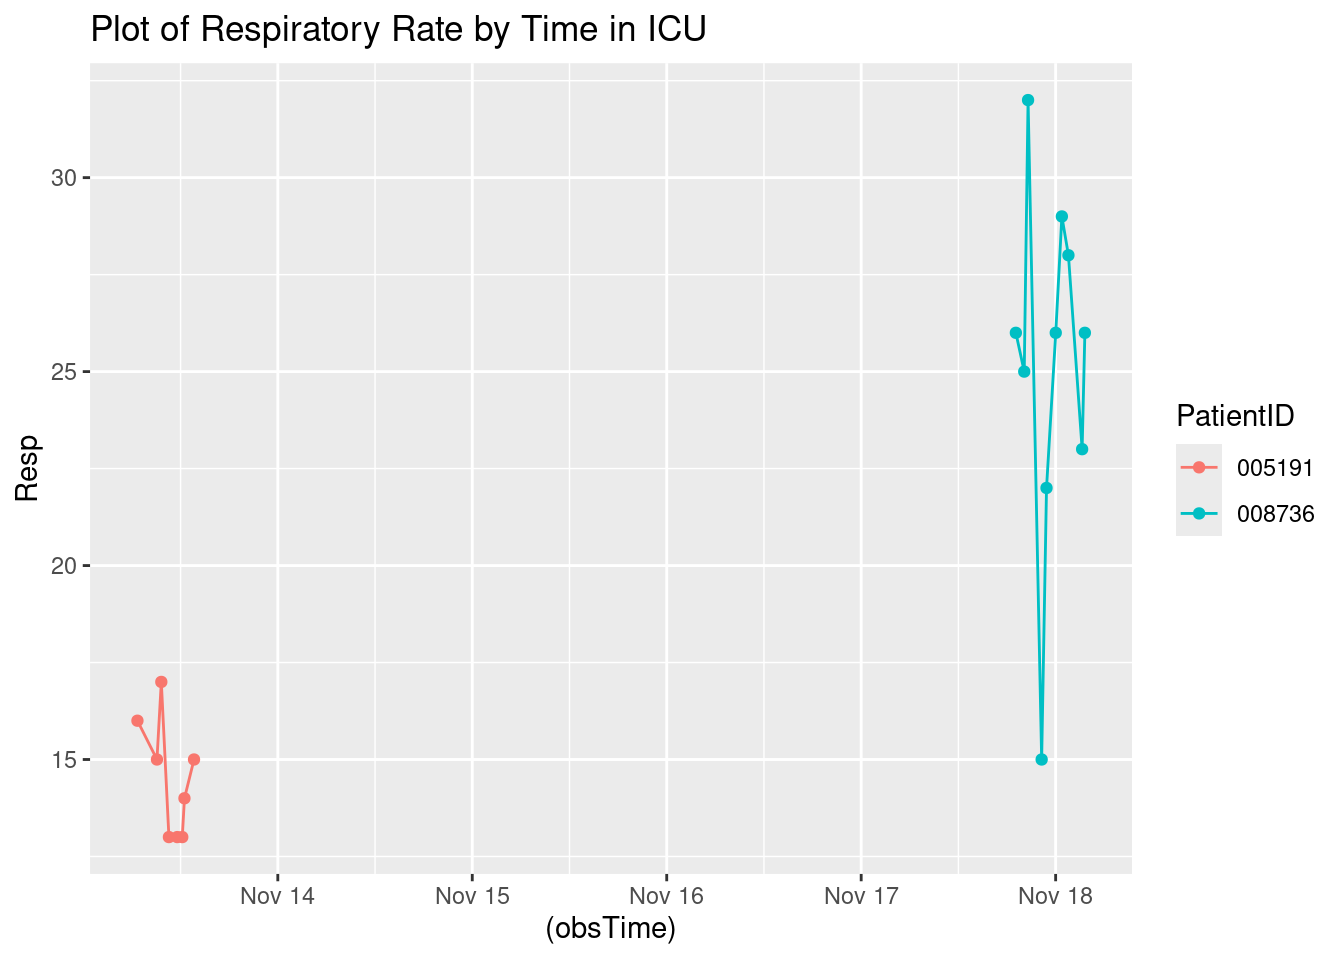 Plot of Respiratory Rate by Time in ICU
30
25
20
15
Resp
Nov 14
Nov 15
Nov 16
Nov 17
Nov 18
(obsTime)
PatientID
005191
008736